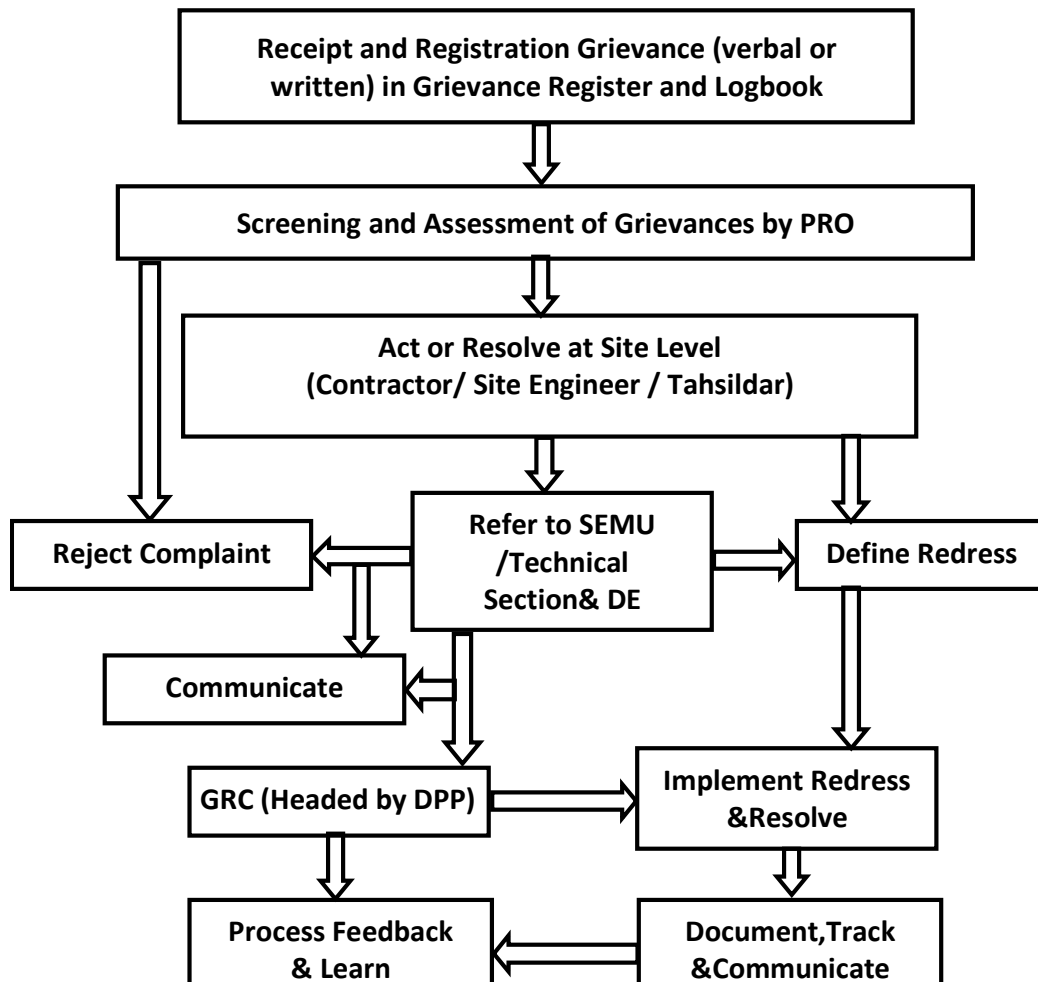 Receipt and Registration Grievance (verbal or
written) in Grievance Register and Logbook
Screening and Assessment of Grievances by PRO
Act or Resolve at Site Level
(Contractor/ Site Engineer / Tahsildar)
Reject Complaint
Refer to SEMU
/Technical
Section& DE
Define Redress
Communicate
GRC (Headed by DPP)
Implement Redress
&Resolve
Process Feedback
& Learn
Document,Track
&Communicate